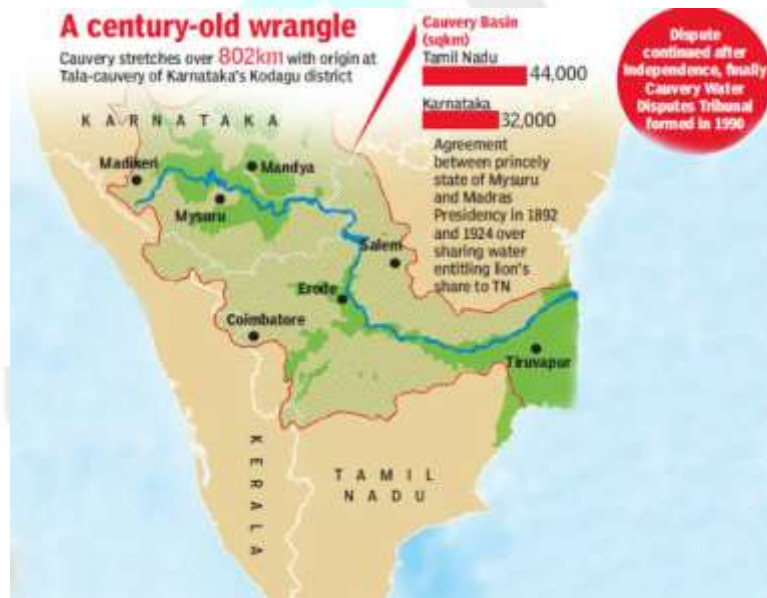 A century-old wrangle
Cauvery stretches over 802km with origin at
Tala-cauvery of Karnataka's Kodagu district
Cauvery Basin
(sqkm)
Tamil Nadu
44,000
Karnataka
32,000
Agreement
between princely
state of Mysuru
and Madras
Presidency in 1892
and 1924 over
sharing water
entitling lion's
share to TN
Dispute
continued after
Independence, finally
Cauvery Water
Disputes Tribunal
formed in 1990
KARNATAKA
Madikeri
Mandya
Mysuru
Salem
Erode
Coimbatore
Tiruvapur
KERALA
TAMIL
NADU